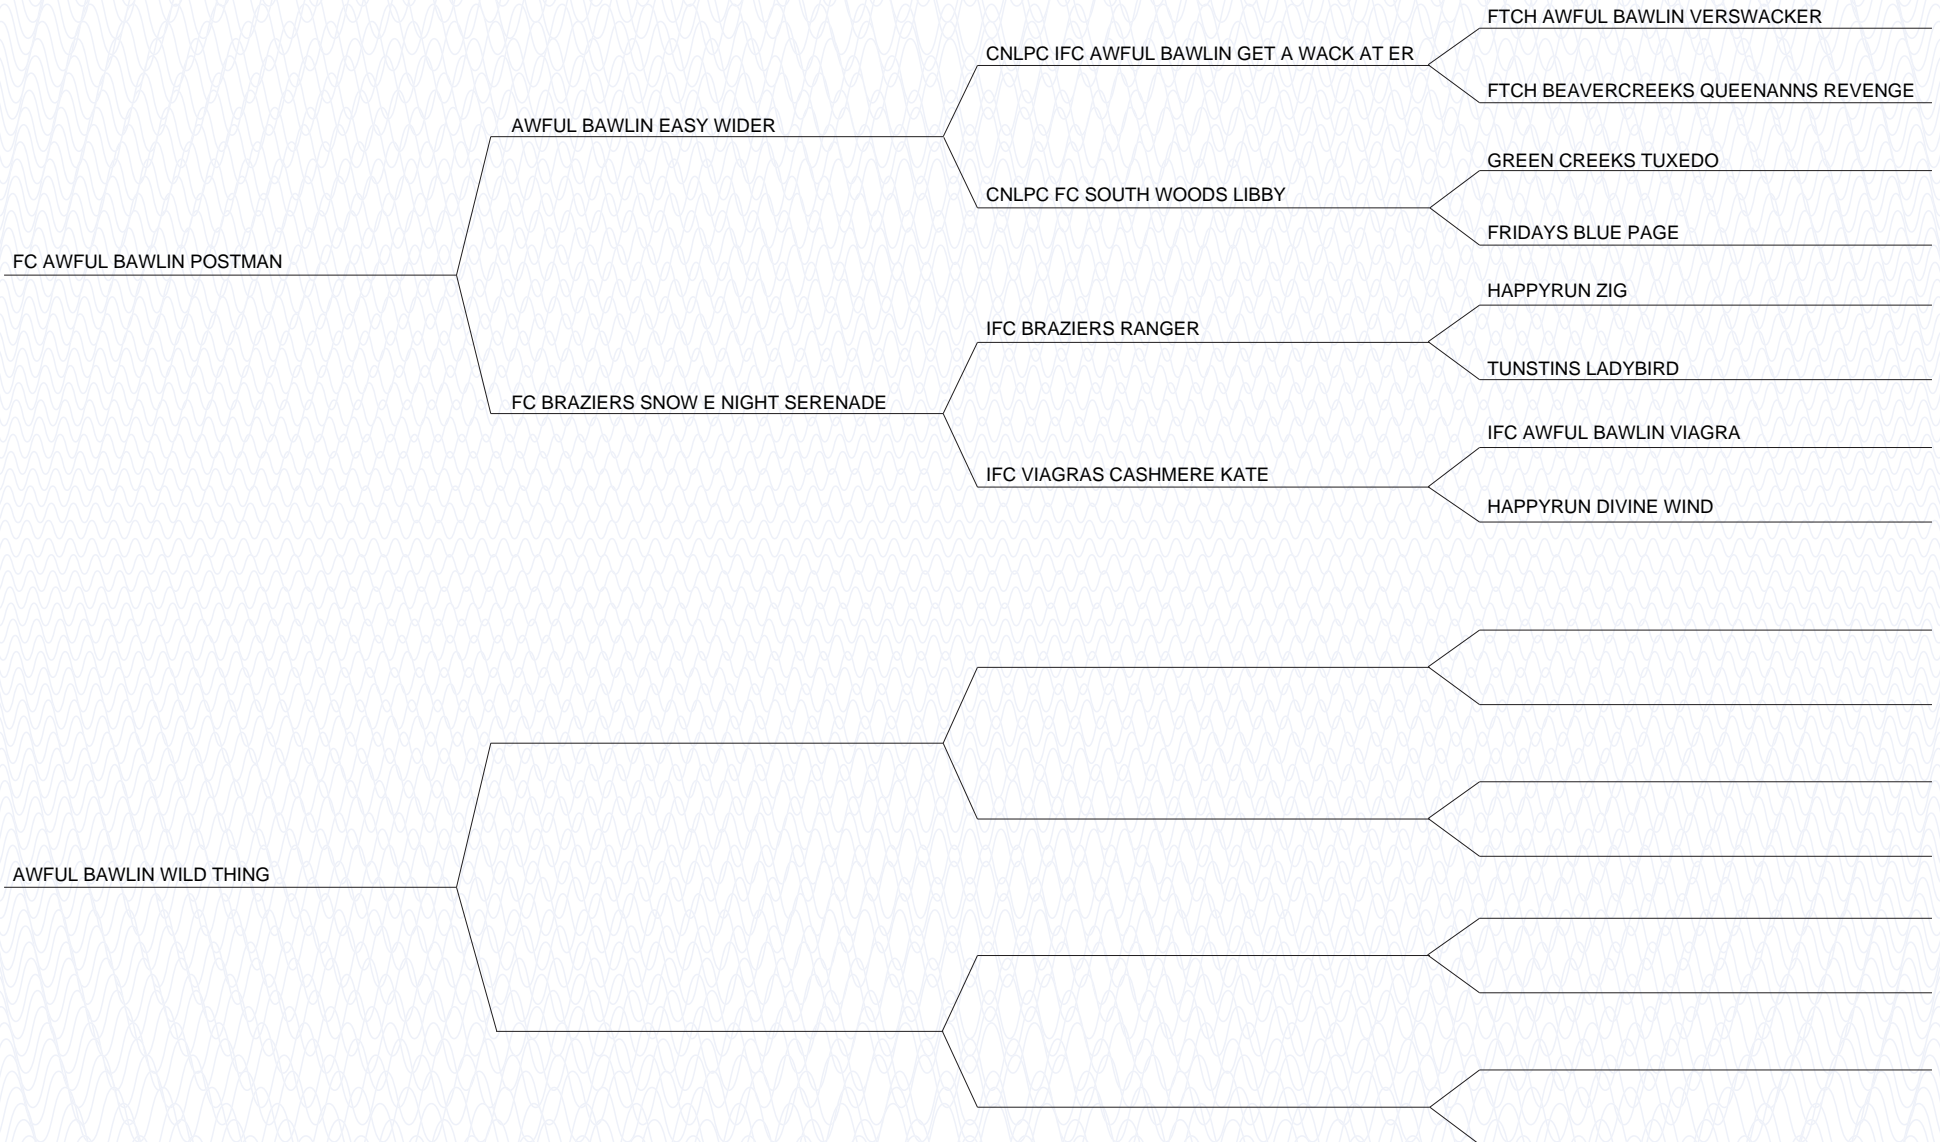 FTCH AWFUL BAWLIN VERSWACKER
CNLPC IFC AWFUL BAWLIN GET A WACK AT ER
FTCH BEAVERCREEKS QUEENANNS REVENGE
AWFUL BAWLIN EASY WIDER
GREEN CREEKS TUXEDO
CNLPC FC SOUTH WOODS LIBBY
FRIDAYS BLUE PAGE
FC AWFUL BAWLIN POSTMAN
HAPPYRUN ZIG
IFC BRAZIERS RANGER
TUNSTINS LADYBIRD
FC BRAZIERS SNOW E NIGHT SERENADE
IFC AWFUL BAWLIN VIAGRA
IFC VIAGRAS CASHMERE KATE
HAPPYRUN DIVINE WIND
AWFUL BAWLIN WILD THING